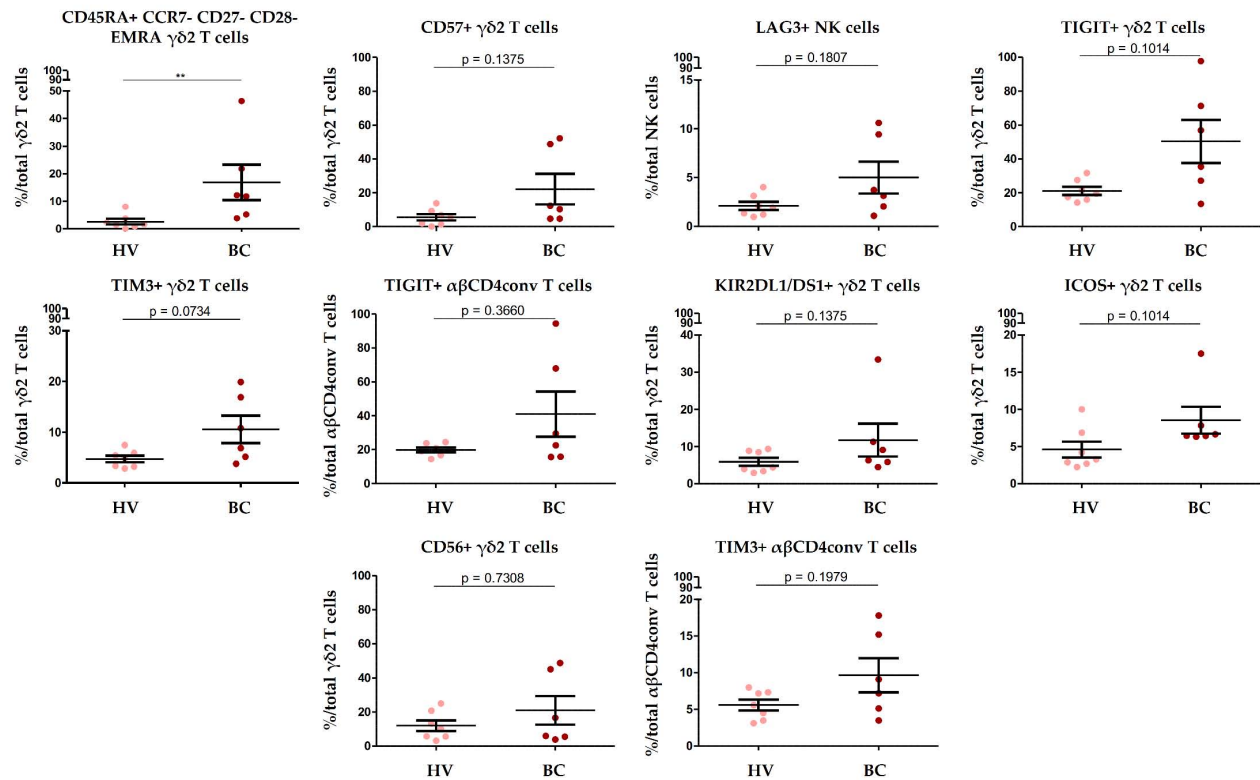 CD45RA+ CCR7- CD27- CD28-
EMRA γδ2 T cells
%/total γδ2 T cells
100
90
50
40
30
20
10
0
**
HV
BC
CD57+ γδ2 T cells
%/total γδ2 T cells
100
80
60
40
20
0
p = 0.1375
HV
BC
LAG3+ NK cells
%/total NK cells
100
90
15
10
5
0
p = 0.1807
HV
BC
TIGIT+ γδ2 T cells
%/total γδ2 T cells
100
80
60
40
20
0
p = 0.1014
HV
BC
TIM3+ γδ2 T cells
%/total γδ2 T cells
100
90
30
20
10
0
p = 0.0734
HV
BC
TIGIT+ αβCD4conv T cells
%/total αβCD4conv T cells
100
80
60
40
20
0
p = 0.3660
HV
BC
KIR2DL1/DS1+ γδ2 T cells
%/total γδ2 T cells
100
90
40
30
20
10
0
p = 0.1375
HV
BC
ICOS+ γδ2 T cells
%/total γδ2 T cells
100
90
20
15
10
5
0
p = 0.1014
HV
BC
CD56+ γδ2 T cells
%/total γδ2 T cells
100
80
60
40
20
0
p = 0.7308
HV
BC
TIM3+ αβCD4conv T cells
%/total αβCD4conv T cells
100
90
20
15
10
5
0
p = 0.1979
HV
BC